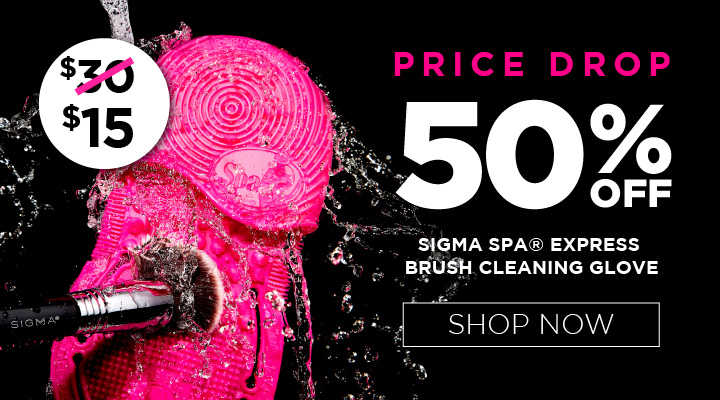 $30
$15
PRICE DROP
50% OFF
SIGMA SPA® EXPRESS
BRUSH CLEANING GLOVE
SHOP NOW
Spa
SIGMA®